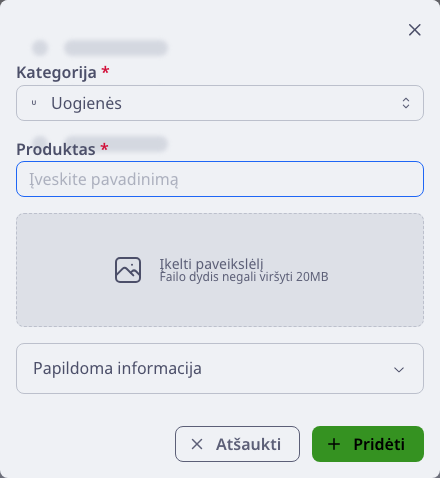 Kategorija *
U Uogienės
Produktas *
Įveskite pavadinimą
Įkelti paveikslėlį
Failo dydis negali viršyti 20MB
Papildoma informacija
Atšaukti
Pridėti